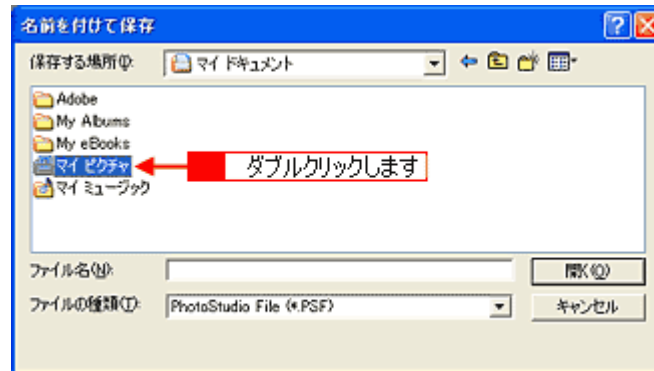 名前を付けて保存
保存する場所(I):
マイ ドキュメント
Adobe
My Albums
My eBooks
マイ ピクチャ
ダブルクリックします
マイ ミュージック
ファイル名(N):
開く(O)
ファイルの種類(T):
PhotoStudio File (*.PSF)
キャンセル